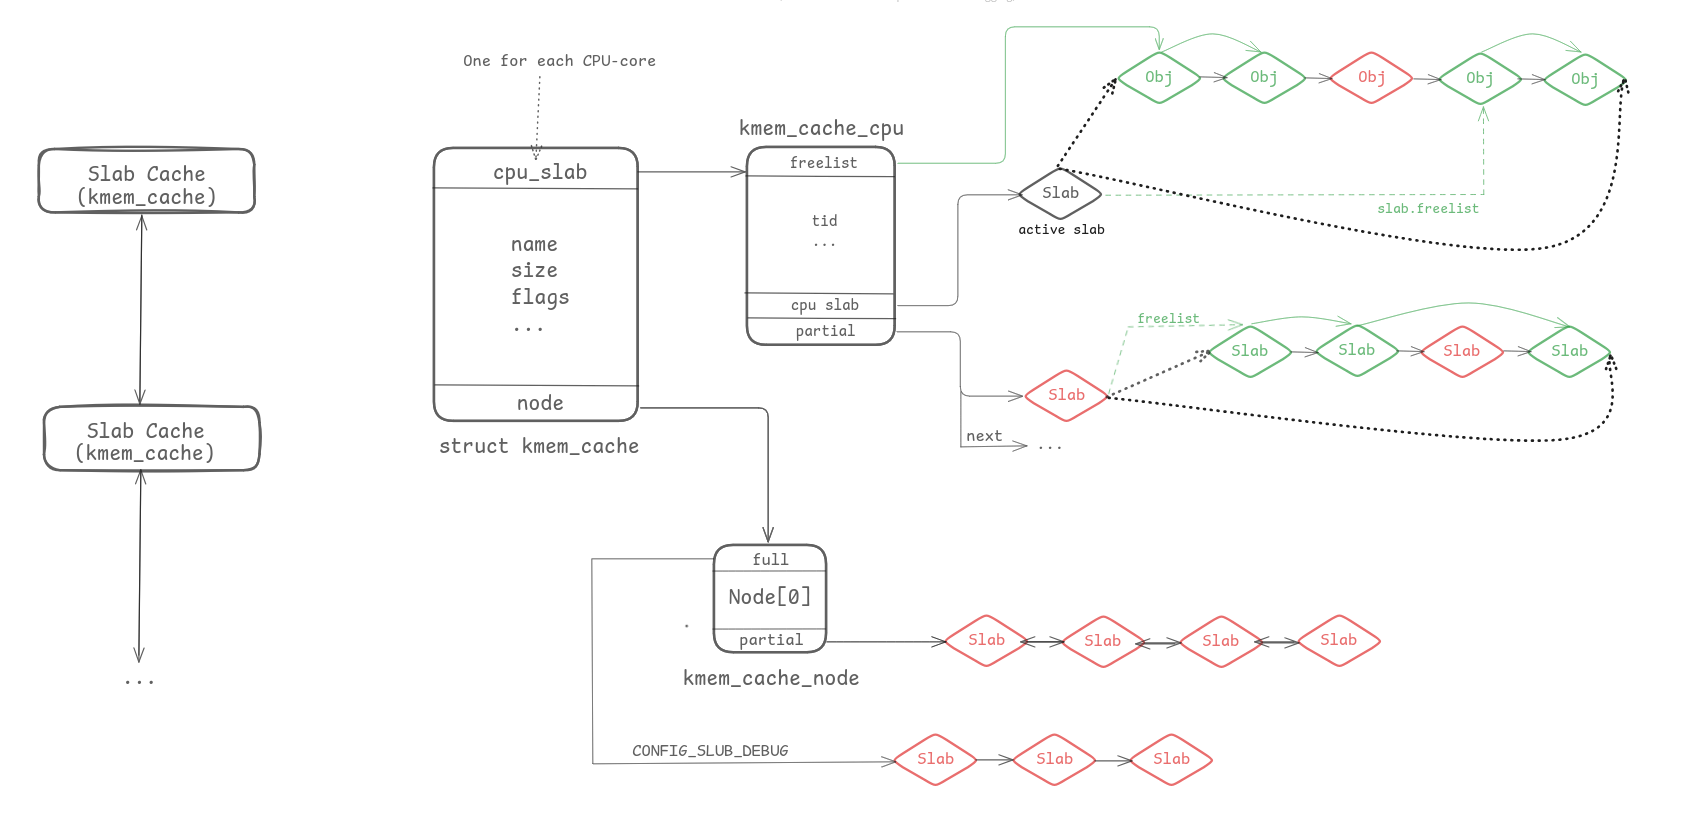 One for each CPU-core
Slab Cache
(kmem_cache)
Slab Cache
(kmem_cache)
...
cpu_slab
name
size
flags
...
node
struct kmem_cache
kmem_cache_cpu
freelist
tid
...
cpu slab
partial
Obj
Obj
Obj
Obj
Obj
Slab
active slab
slab.freelist
freelist
Slab
Slab
Slab
Slab
Slab
next
...
full
Node[0]
partial
kmem_cache_node
Slab
Slab
Slab
Slab
CONFIG_SLUB_DEBUG
Slab
Slab
Slab